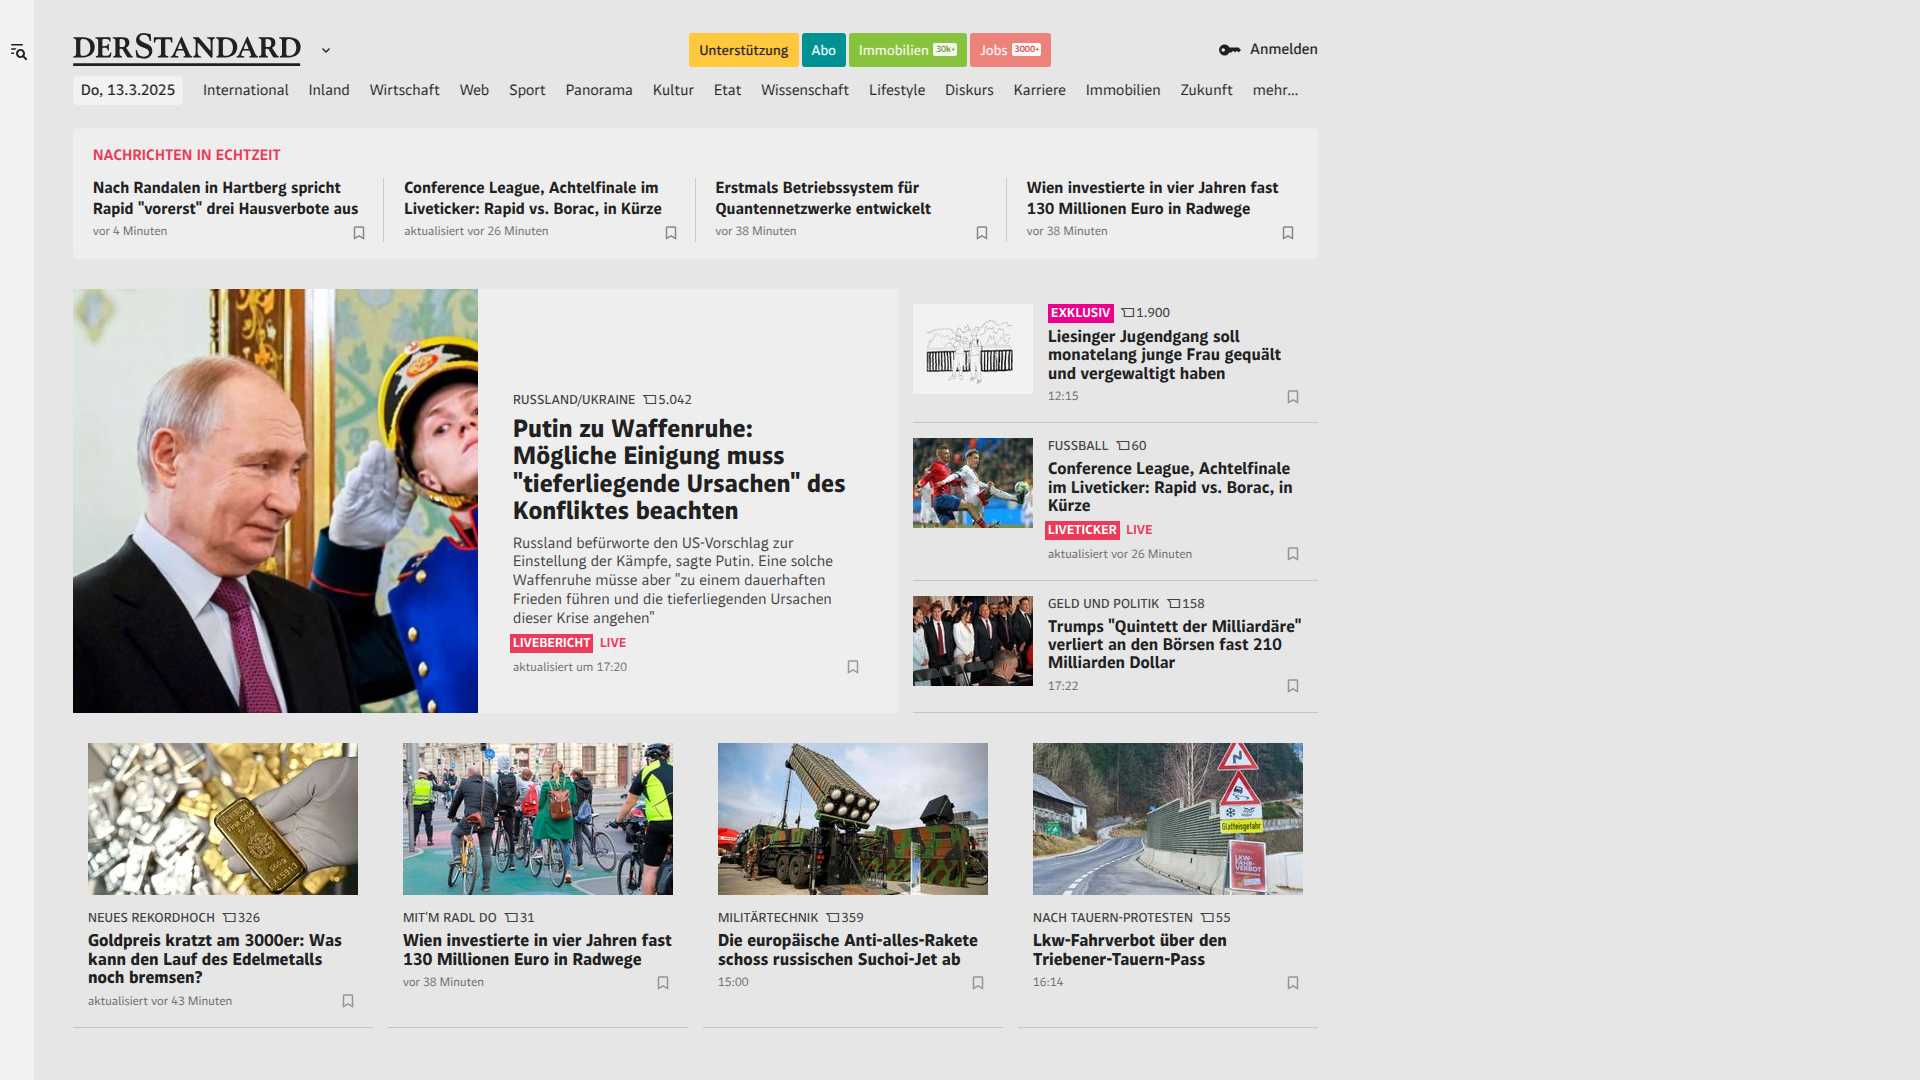 DERSTANDARD
Unterstützung
Abo
Immobilien 30k+
Jobs 3000+
Anmelden
Do, 13.3.2025
International
Inland
Wirtschaft
Web
Sport
Panorama
Kultur
Etat
Wissenschaft
Lifestyle
Diskurs
Karriere
Immobilien
Zukunft
mehr...
NACHRICHTEN IN ECHTZEIT
Nach Randalen in Hartberg spricht
Rapid "vorerst" drei Hausverbote aus
vor 4 Minuten
Conference League, Achtelfinale im
Liveticker: Rapid vs. Borac, in Kürze
aktualisiert vor 26 Minuten
Erstmals Betriebssystem für
Quantennetzwerke entwickelt
vor 38 Minuten
Wien investierte in vier Jahren fast
130 Millionen Euro in Radwege
vor 38 Minuten
RUSSLAND/UKRAINE 5.042
Putin zu Waffenruhe:
Mögliche Einigung muss
"tieferliegende Ursachen" des
Konfliktes beachten
Russland befürworte den US-Vorschlag zur
Einstellung der Kämpfe, sagte Putin. Eine solche
Waffenruhe müsse aber "zu einem dauerhaften
Frieden führen und die tieferliegenden Ursachen
dieser Krise angehen"
LIVEBERICHT LIVE
aktualisiert um 17:20
EXKLUSIV 1.900
Liesinger Jugendgang soll
monatelang junge Frau gequält
und vergewaltigt haben
12:15
FUSSBALL 60
Conference League, Achtelfinale
im Liveticker: Rapid vs. Borac, in
Kürze
LIVETICKER LIVE
aktualisiert vor 26 Minuten
GELD UND POLITIK 158
Trumps "Quintett der Milliardäre"
verliert an den Börsen fast 210
Milliarden Dollar
17:22
NEUES REKORDHOCH 326
Goldpreis kratzt am 3000er: Was
kann den Lauf des Edelmetalls
noch bremsen?
aktualisiert vor 43 Minuten
MIT'M RADL DO 31
Wien investierte in vier Jahren fast
130 Millionen Euro in Radwege
vor 38 Minuten
MILITÄRTECHNIK 359
Die europäische Anti-alles-Rakete
schoss russischen Suchoi-Jet ab
15:00
Glatteisgefahr
LKW-
FAHR-
VERBOT
NACH TAUERN-PROTESTEN 55
Lkw-Fahrverbot über den
Triebener-Tauern-Pass
16:14